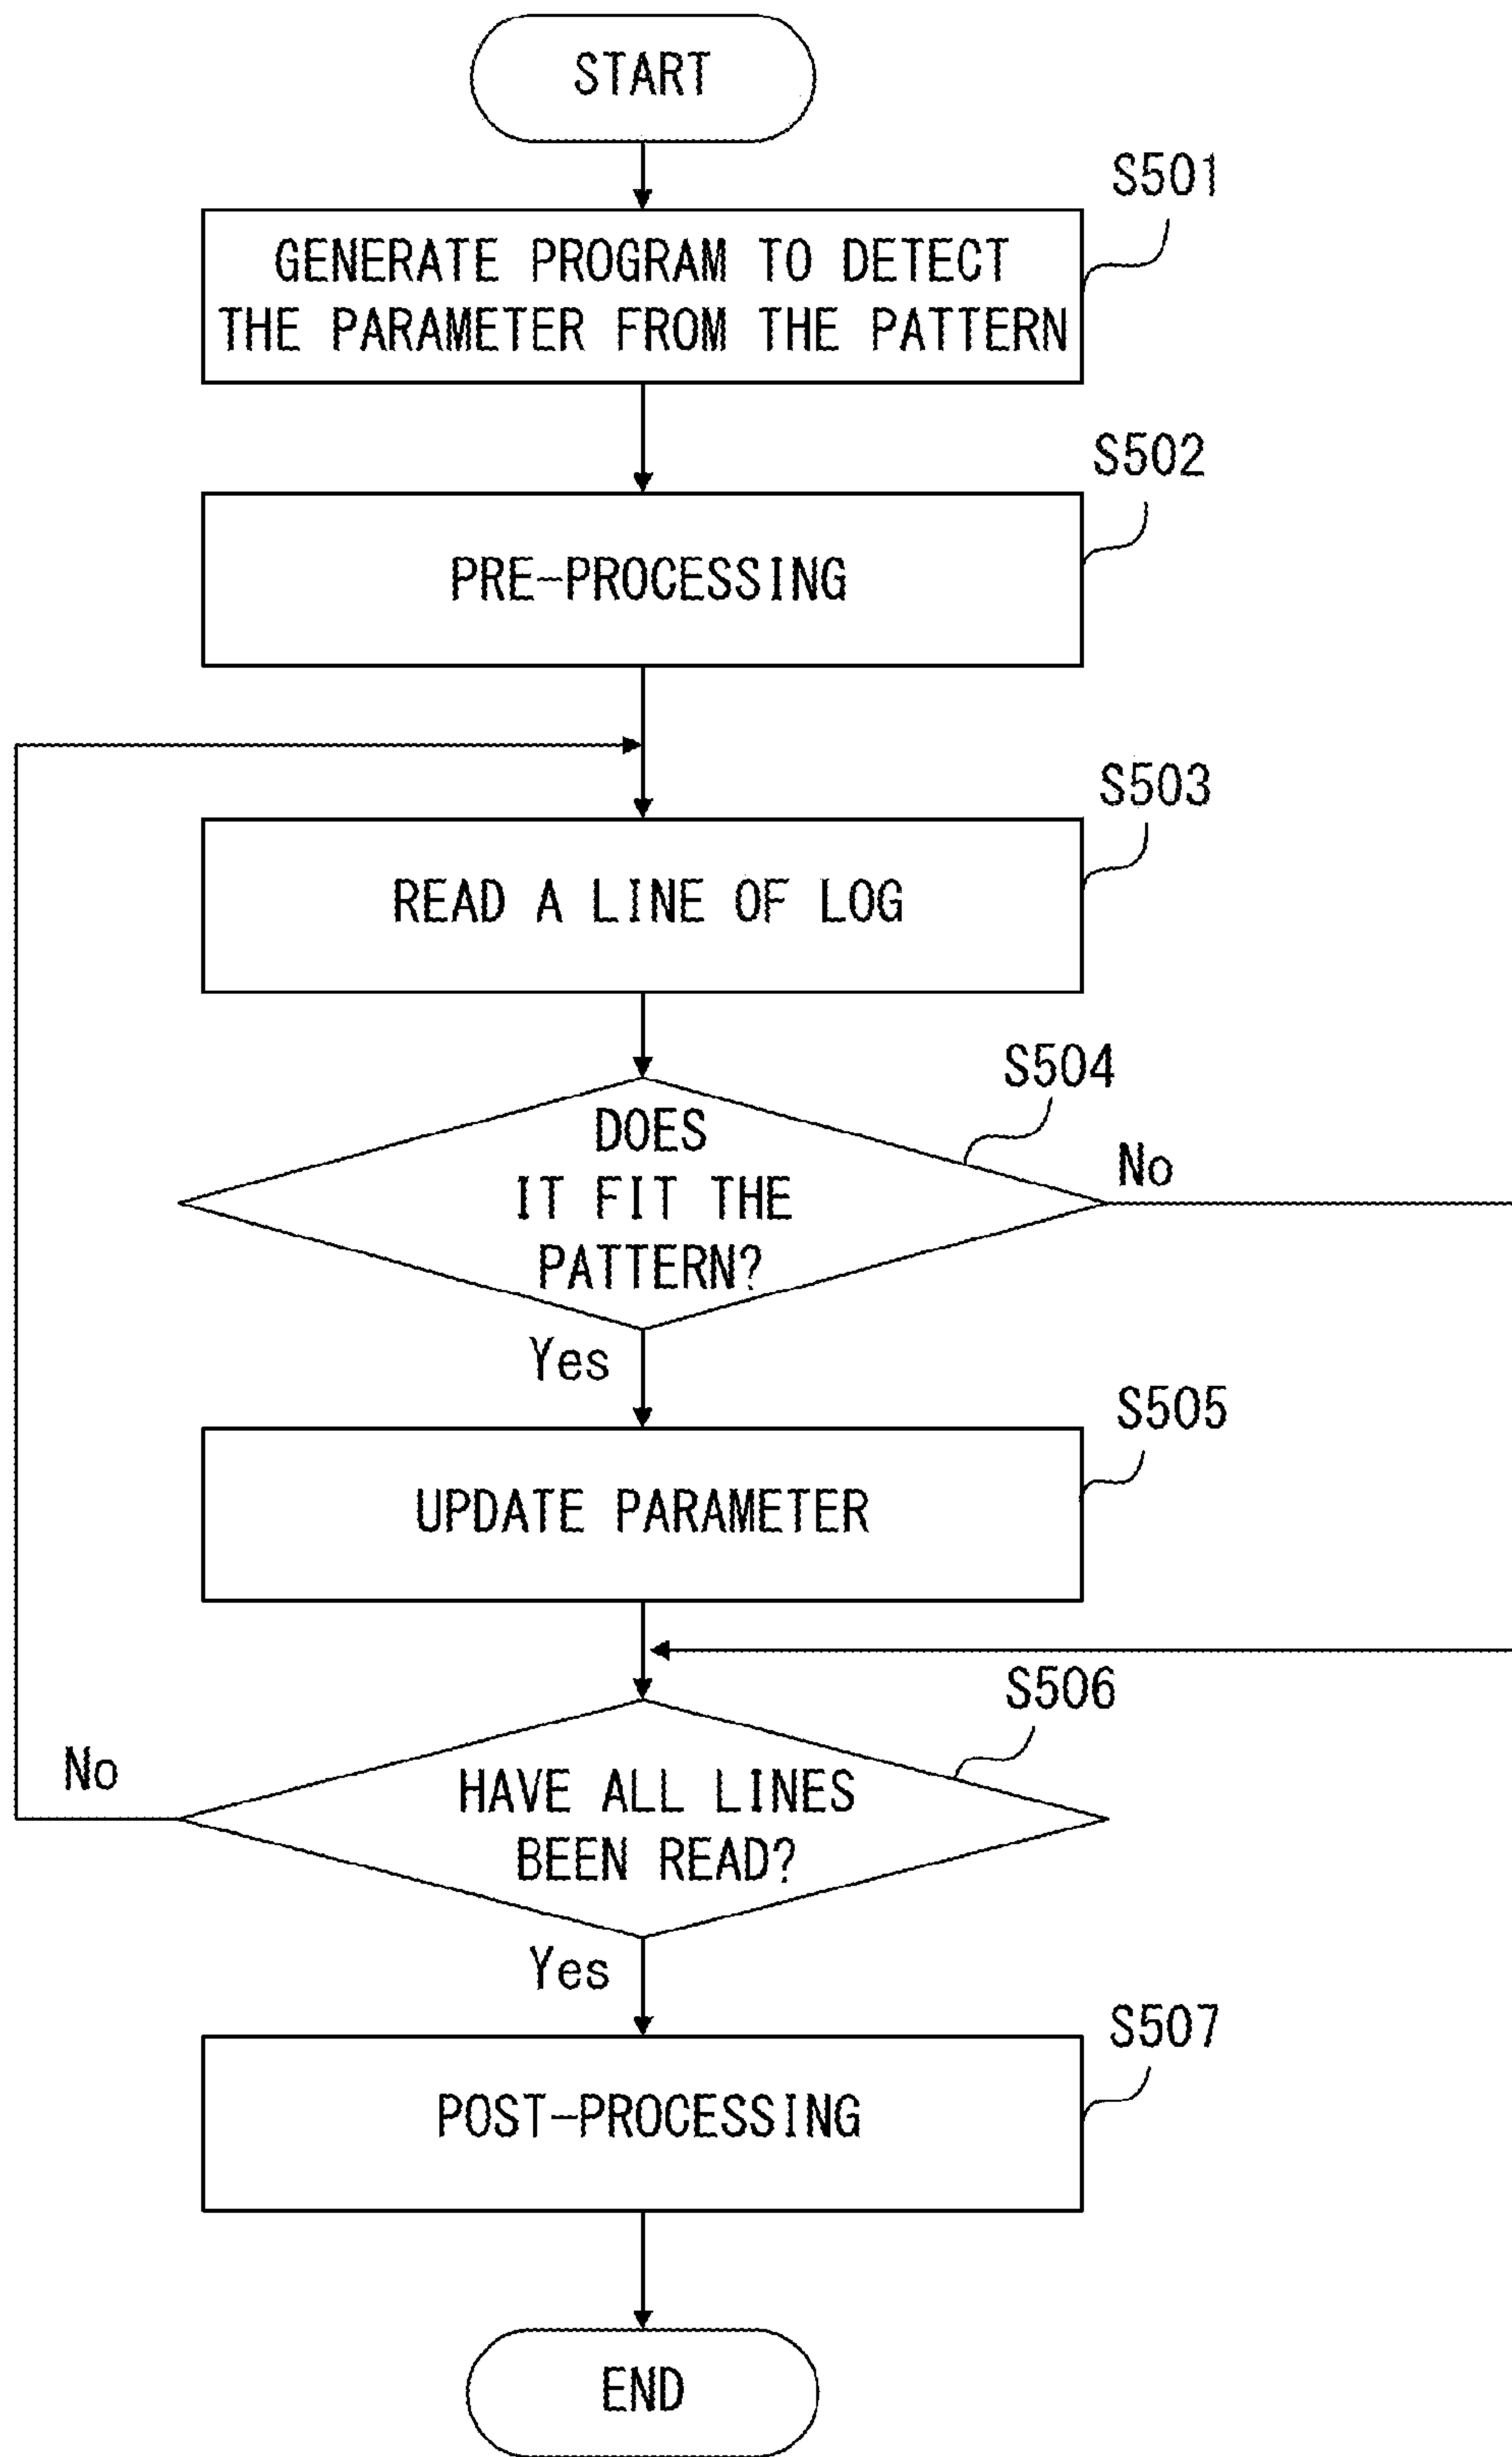 START
S501
GENERATE PROGRAM TO DETECT
THE PARAMETER FROM THE PATTERN
S502
PRE-PROCESSING
S503
READ A LINE OF LOG
S504
DOES
IT FIT THE
PATTERN?
No
Yes
S505
UPDATE PARAMETER
S506
HAVE ALL LINES
BEEN READ?
No
Yes
S507
POST-PROCESSING
END